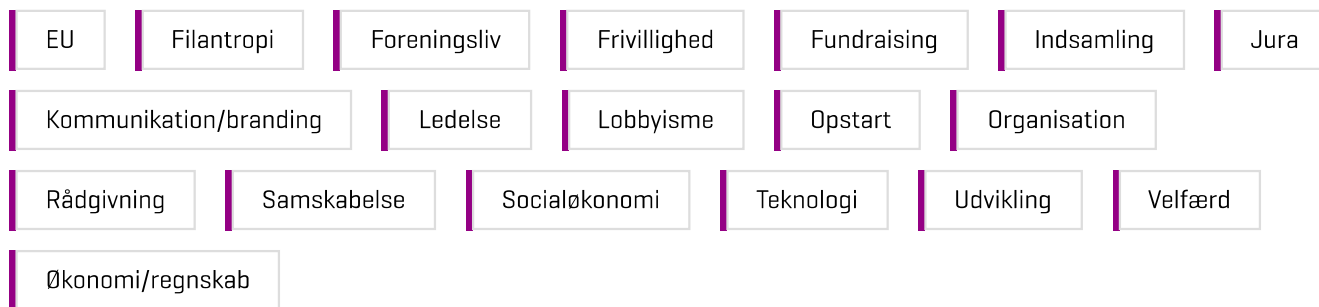 EU Filantropi Foreningsliv Frivillighed Fundraising Indsamling Jura
Kommunikation/branding Ledelse Lobbyisme Opstart Organisation
Rådgivning Samskabelse Socialøkonomi Teknologi Udvikling Velfærd
Økonomi/regnskab